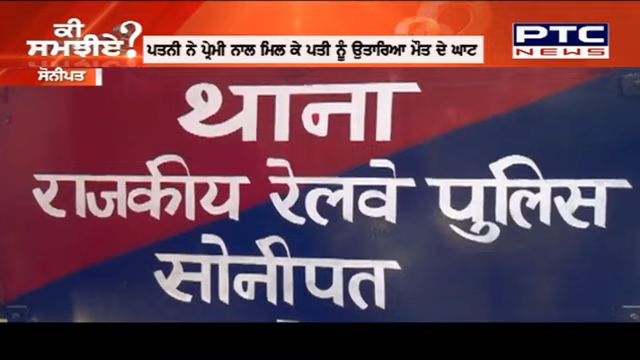 ਕੀ
ਸਮਝੀਏ?
ਪਤਨੀ ਨੇ ਪ੍ਰੇਮੀ ਨਾਲ ਮਿਲ ਕੇ ਪਤੀ ਨੂੰ ਉਤਾਰਿਆ ਮੌਤ ਦੇ ਘਾਟ
PTC
NEWS
ਸੋਨੀਪਤ
थाना
राजकीय रेलवे पुलिस
सोनीपत